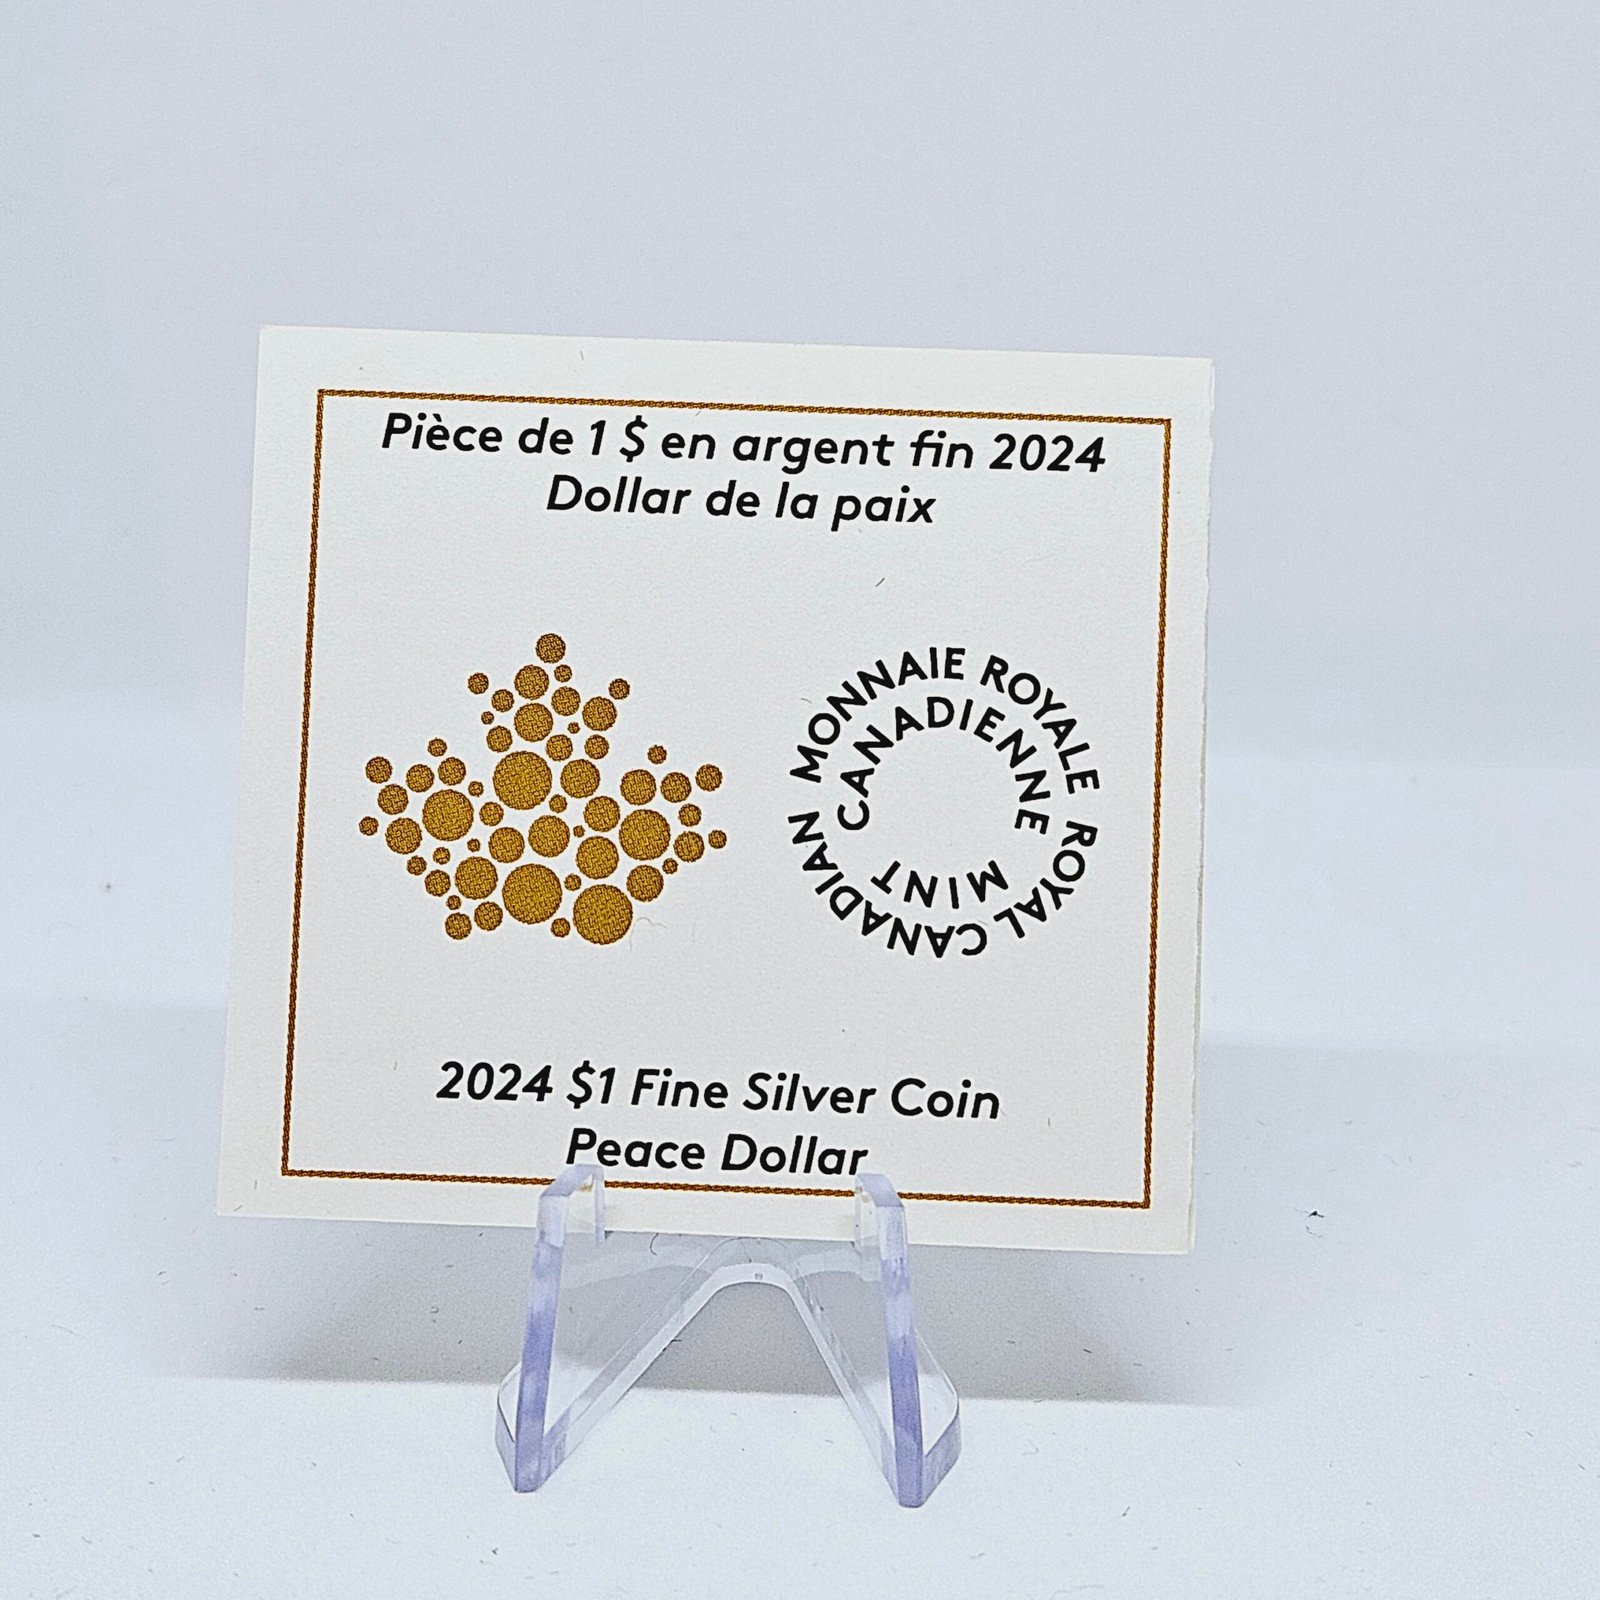 Pièce de 1 $ en argent fin 2024
Dollar de la paix
MONNAIE ROYALE
CANADIENNE
ROYAL CANADIAN
MINT
2024 $1 Fine Silver Coin
Peace Dollar